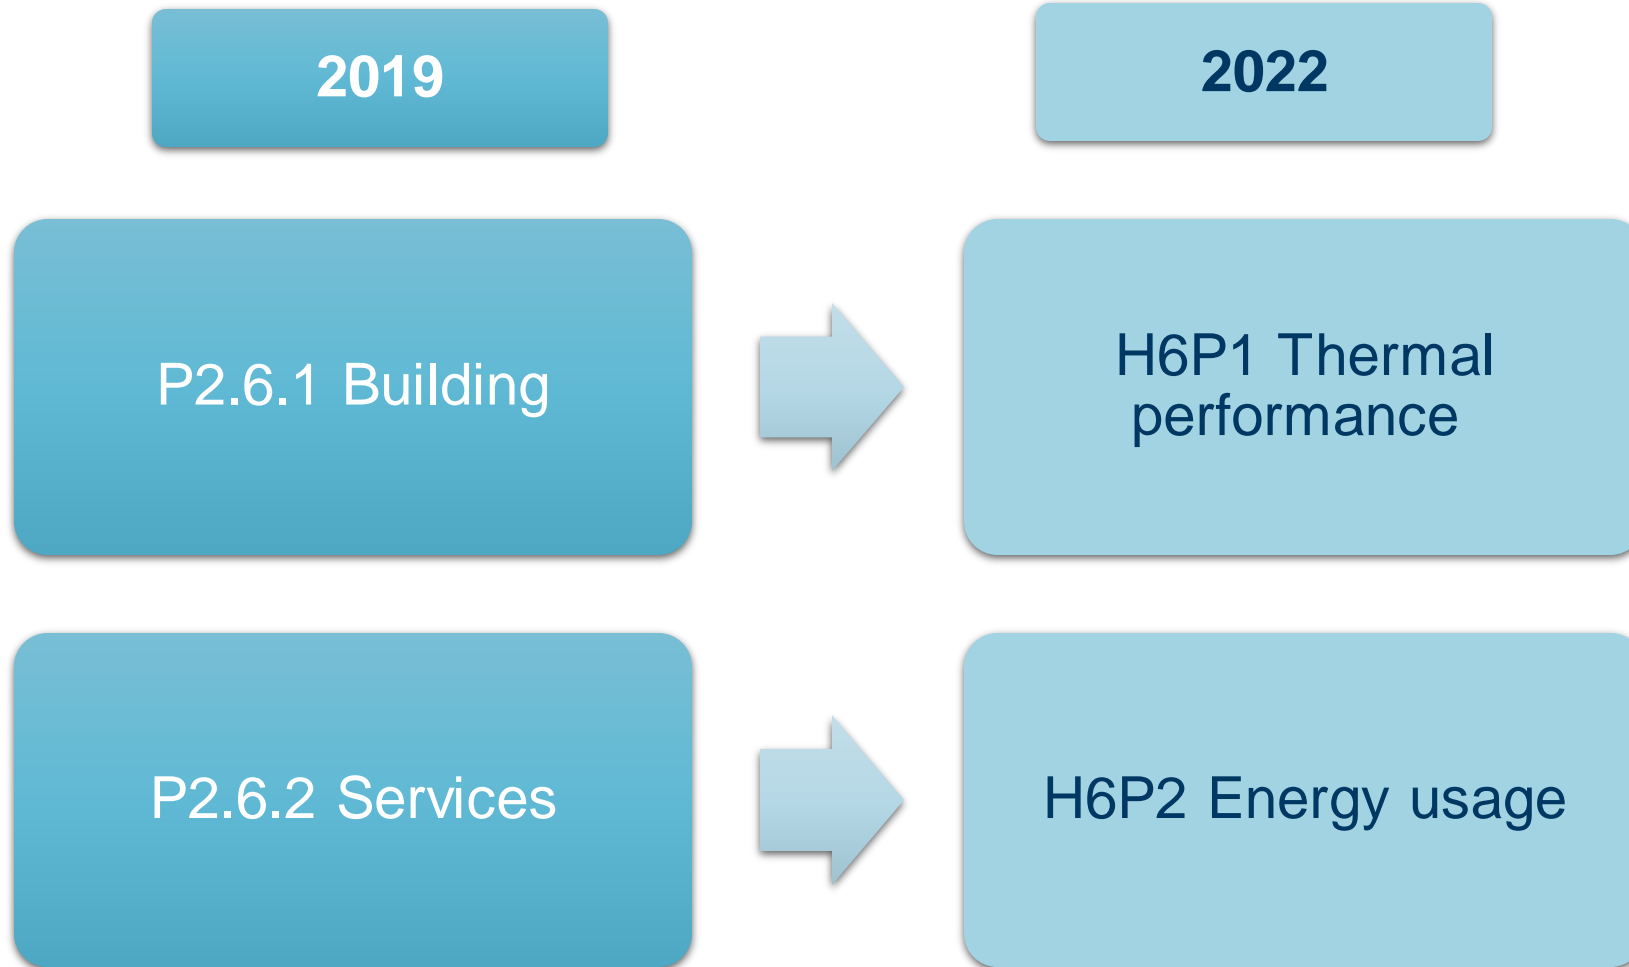 2019
2022
P2.6.1 Building
H6P1 Thermal
performance
P2.6.2 Services
H6P2 Energy usage